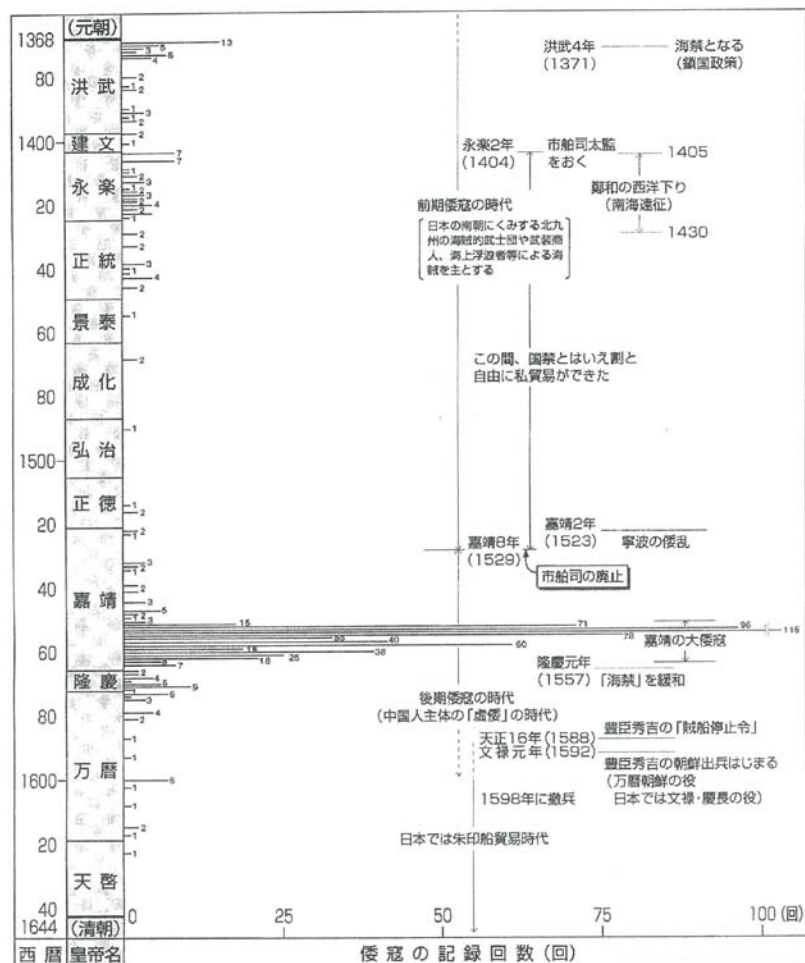 (元朝)
1368
80
1400
20
40
60
80
1500
20
40
60
80
1600
20
40
1644
洪武
建文
永楽
正統
景泰
成化
弘治
正徳
嘉靖
隆慶
万暦
天啓
(清朝)
13
5
3
6
4
2
1
2
1
3
1
2
2
1
7
7
1
2
3
1
2
3
2
4
2
1
2
2
2
3
1
4
2
1
2
1
1
2
2
1
3
1
2
2
3
5
1
2
3
15
71
96
115
78
40
60
38
25
18
7
2
4
5
9
5
3
4
2
1
1
5
1
1
2
1
1
洪武4年
(1371)
海禁となる
(鎖国政策)
永楽2年
(1404)
市舶司太監
をおく
1405
鄭和の西洋下り
(南海遠征)
1430
前期倭寇の時代
日本の南朝にくみする北九
州の海賊的武士団や武装商
人、海上浮浪者等による海
賊を主とする
この間、国禁とはいえ割と
自由に私貿易ができた
嘉靖2年
(1523)
寧波の倭乱
嘉靖8年
(1529)
市舶司の廃止
嘉靖の大倭寇
隆慶元年
(1557)
「海禁」を緩和
後期倭寇の時代
(中国人主体の「虚倭」の時代)
天正16年(1588)
豊臣秀吉の「賊船停止令」
文禄元年(1592)
豊臣秀吉の朝鮮出兵はじまる
(万暦朝鮮の役
日本では文禄・慶長の役)
1598年に撤兵
日本では朱印船貿易時代
0
25
50
75
100 (回)
西暦
皇帝名
倭寇の記録回数(回)